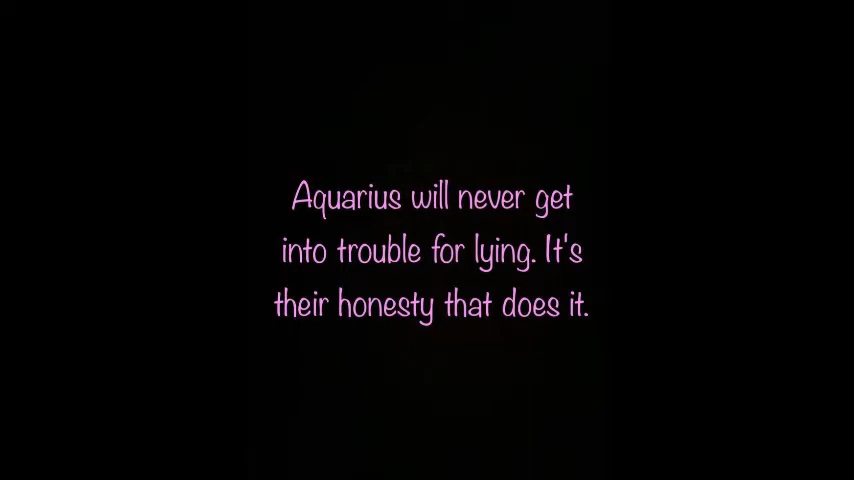 Aquarius will never get
into trouble for lying. It's
their honesty that does it.